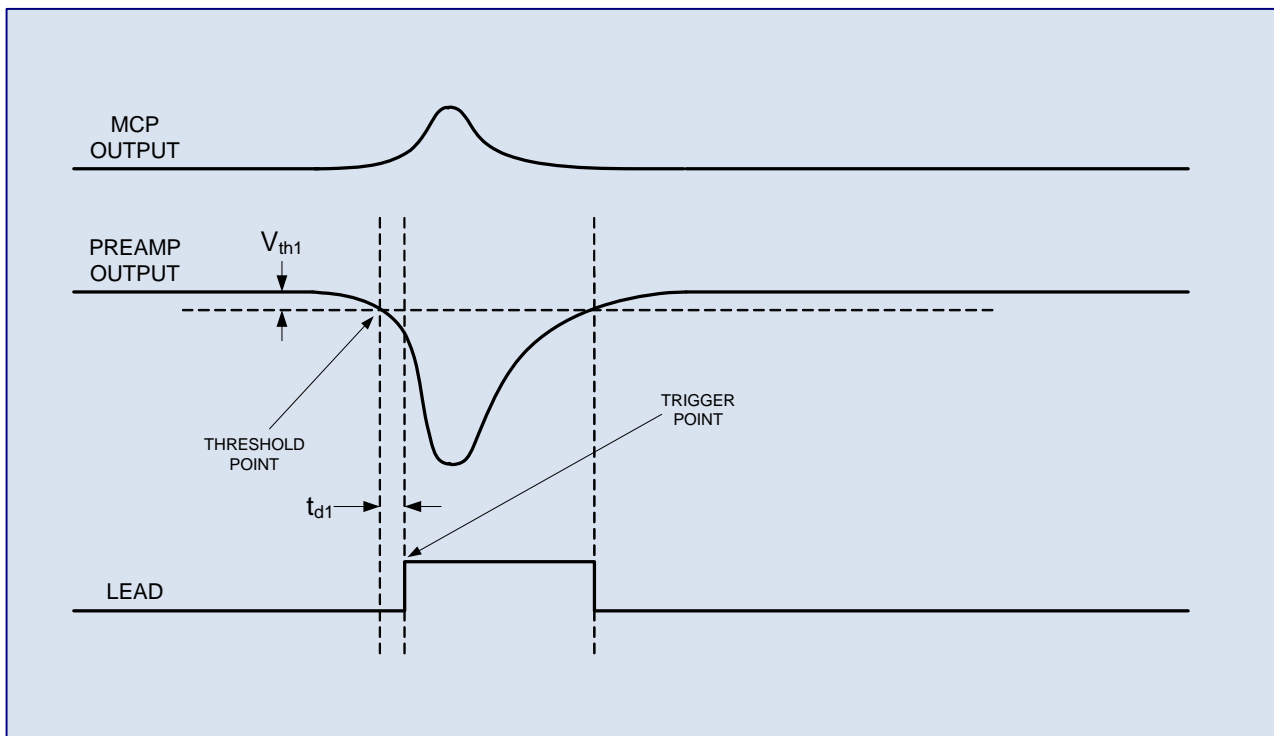 MCP
OUTPUT
PREAMP
OUTPUT
Vth1
THRESHOLD
POINT
TRIGGER
POINT
td1
LEAD